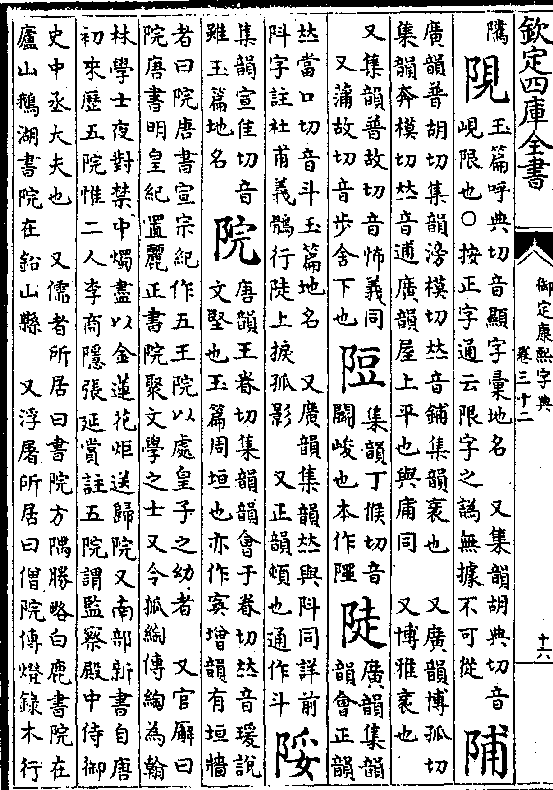 欽定四庫全書
御定康熙字典
卷三十二
十六
隲 䧋 玉篇呼典切音顯字彙地名 又集韻胡典切音
峴限也〇按正字通云限字之譌無據不可從 陠
廣韻普胡切集韻滂模切𠀤音鋪集韻衺也 又廣韻博孤切
集韻奔模切𠀤音逋廣韻屋上平也與庯同 又博雅衺也
又集韻普故切音怖義同
又蒲故切音步舍下也 䧁 集韻丁候切音
鬭峻也本作䧁 陡 廣韻集韻
韻會正韻
𠀤當口切音斗玉篇地名 又廣韻集韻𠀤與阧同詳前
阧字註杜甫義鶻行陡上捩孤影 又正韻頓也通作斗 𨺡
集韻宣佳切音
雖玉篇地名 院 唐韻王眷切集韻韻會于眷切𠀤音瑗說
文堅也玉篇周垣也亦作寏增韻有垣牆
者曰院唐書宣宗紀作五王院以處皇子之幼者 又官廨曰
院唐書明皇紀置麗正書院聚文學之士又令狐綯傳綯為翰
林學士夜對禁中燭盡以金蓮花炬送歸院又南部新書自唐
初來歷五院惟二人李商隱張延賞註五院謂監察殿中侍御
史中丞大夫也 又儒者所居曰書院方隅勝略白鹿書院在
廬山鵝湖書院在鉛山縣 又浮屠所居曰僧院傳燈錄木行